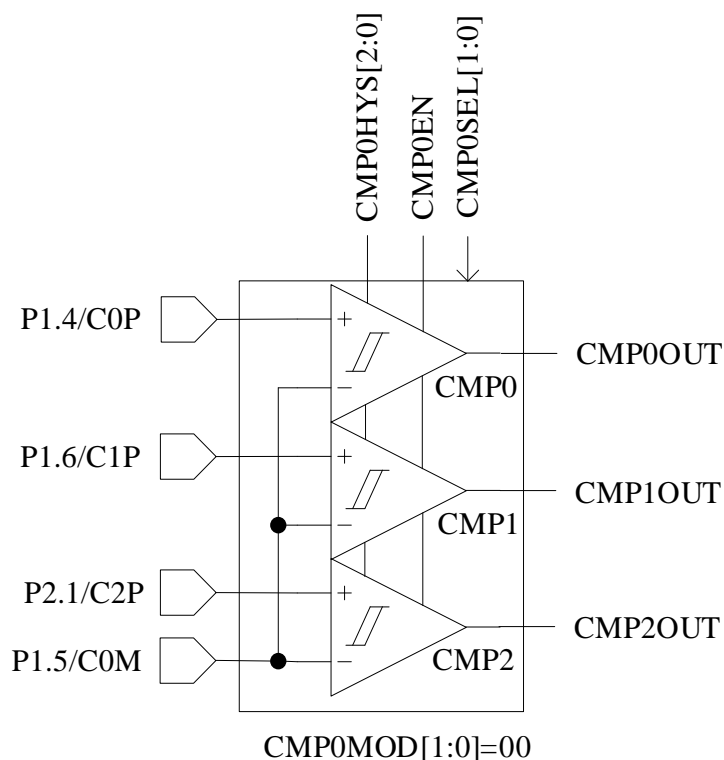 CMP0HYS[2:0]
CMP0EN
CMP0SEL[1:0]
P1.4/C0P
+
−
CMP0
CMP0OUT
P1.6/C1P
+
−
CMP1
CMP1OUT
P2.1/C2P
+
P1.5/C0M
−
CMP2
CMP2OUT
CMP0MOD[1:0]=00